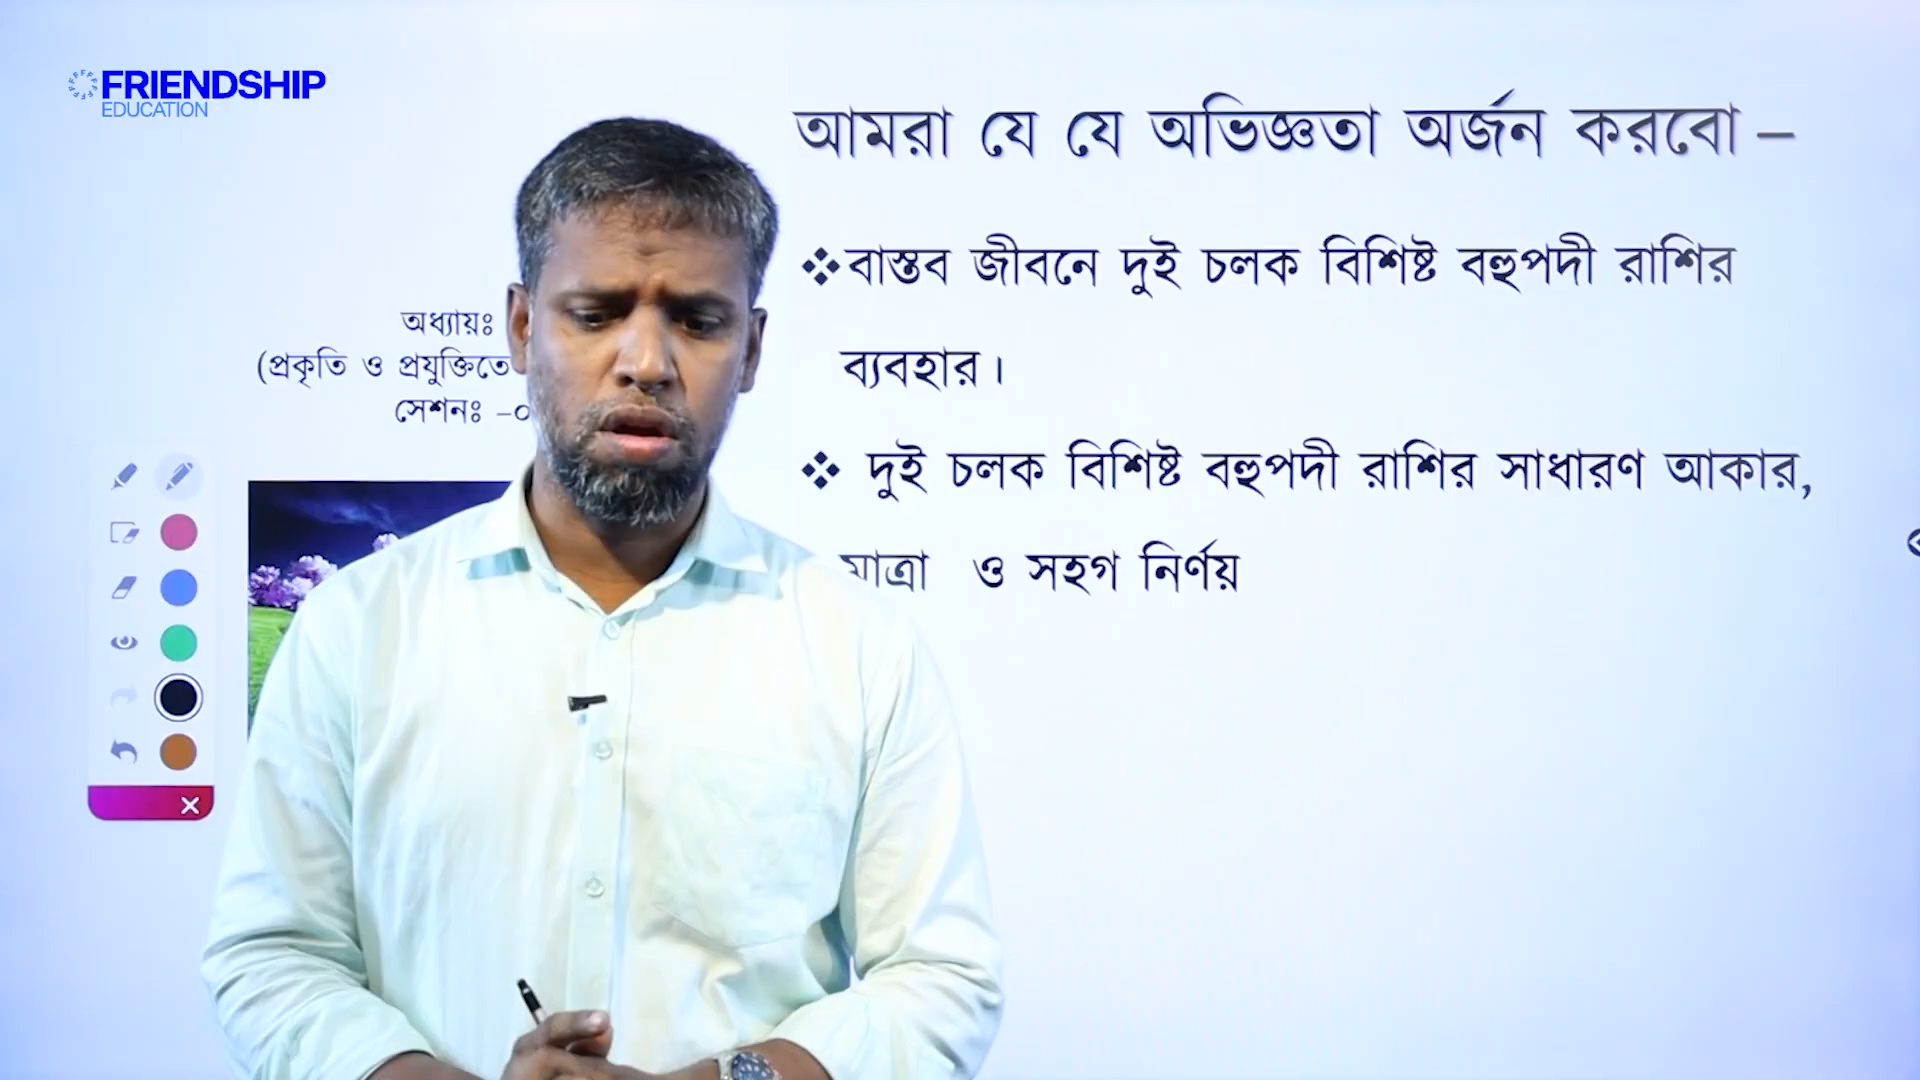 FRIENDSHIP
EDUCATION
আমরা যে যে অভিজ্ঞতা অর্জন করবো –
❖বাস্তব জীবনে দুই চলক বিশিষ্ট বহুপদী রাশির
ব্যবহার।
❖ দুই চলক বিশিষ্ট বহুপদী রাশির সাধারণ আকার,
মাত্রা ও সহগ নির্ণয়
অধ্যায়ঃ
(প্রকৃতি ও প্রযুক্তিতে
সেশনঃ -০